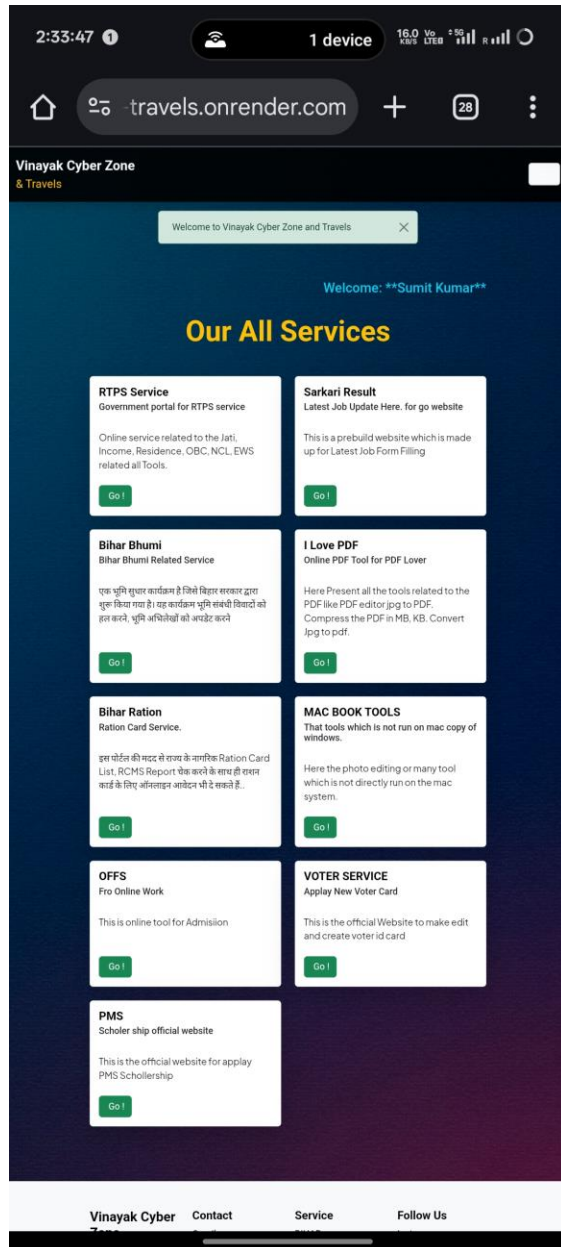 2:33:47 1
1 device
16.0 KB/S Vo LTE 5G R
-travels.onrender.com
28
Vinayak Cyber Zone
& Travels
Welcome to Vinayak Cyber Zone and Travels
Welcome: **Sumit Kumar**
Our All Services
RTPS Service
Government portal for RTPS service
Online service related to the Jati,
Income, Residence, OBC, NCL, EWS
related all Tools.
Go !
Sarkari Result
Latest Job Update Here. for go website
This is a prebuild website which is made
up for Latest Job Form Filling
Go !
Bihar Bhumi
Bihar Bhumi Related Service
एक भूमि सुधार कार्यक्रम है जिसे बिहार सरकार द्वारा
शुरू किया गया है। यह कार्यक्रम भूमि संबंधी विवादों को
हल करने, भूमि अभिलेखों को अपडेट करने
Go !
I Love PDF
Online PDF Tool for PDF Lover
Here Present all the tools related to the
PDF like PDF editor jpg to PDF.
Compress the PDF in MB, KB. Convert
Jpg to pdf.
Go !
Bihar Ration
Ration Card Service.
इस पोर्टल की मदद से राज्य के नागरिक Ration Card
List, RCMS Report चेक करने के साथ ही राशन
कार्ड के लिए ऑनलाइन आवेदन भी दे सकते हैं..
Go !
MAC BOOK TOOLS
That tools which is not run on mac copy of
windows.
Here the photo editing or many tool
which is not directly run on the mac
system.
Go !
OFFS
Fro Online Work
This is online tool for Admisiion
Go !
VOTER SERVICE
Applay New Voter Card
This is the official Website to make edit
and create voter id card
Go !
PMS
Scholer ship official website
This is the official website for applay
PMS Schollership
Go !
Vinayak Cyber
Contact
Service
Follow Us